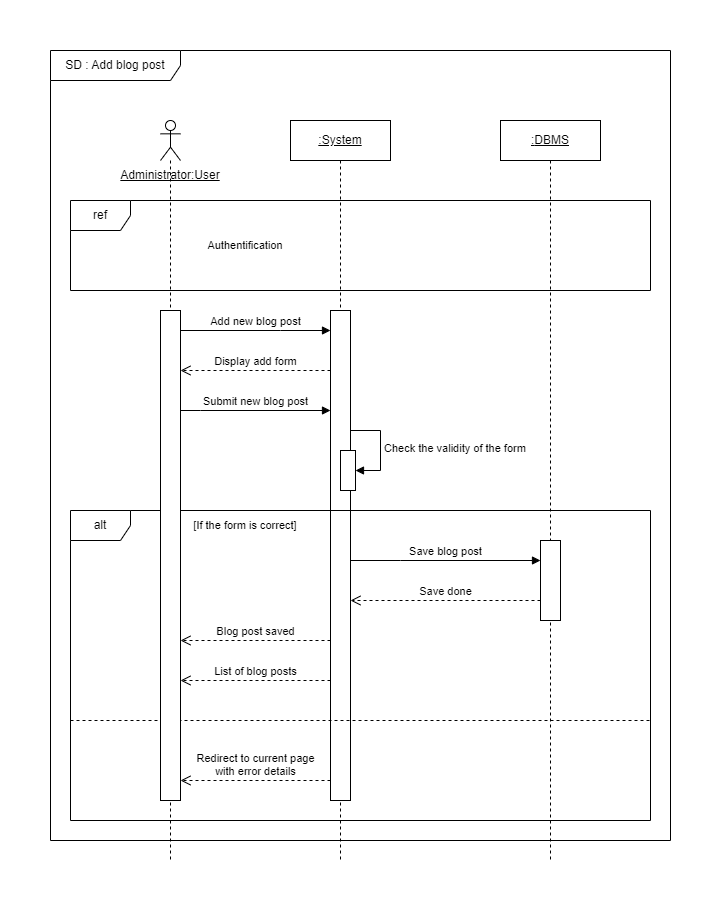 SD : Add blog post
Administrator:User
:System
:DBMS
ref
Authentification
Add new blog post
Display add form
Submit new blog post
Check the validity of the form
alt
[If the form is correct]
Save blog post
Save done
Blog post saved
List of blog posts
Redirect to current page
with error details